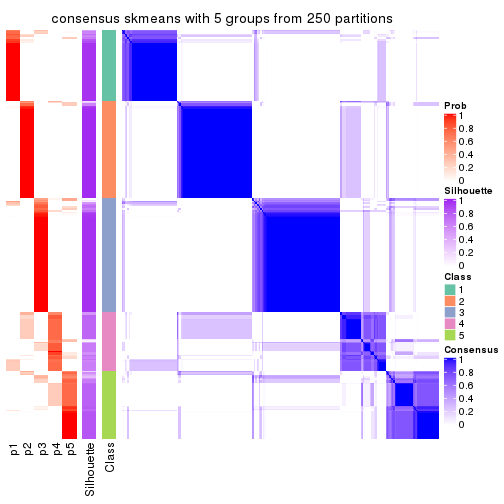 consensus skmeans with 5 groups from 250 partitions
Prob
1
0.8
0.6
0.4
0.2
0
Silhouette
1
0.8
0.6
0.4
0.2
0
Class
1
2
3
4
5
Consensus
1
0.8
0.6
0.4
0.2
0
p1
p2
p3
p4
p5
Silhouette
Class